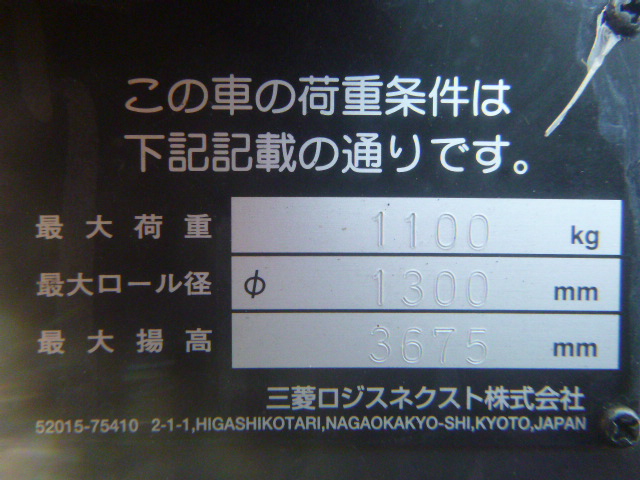 この車の荷重条件は
下記記載の通りです。
最大荷重 1100 kg
最大ロール径 φ 1300 mm
最大揚高 3675 mm
三菱ロジスネクスト株式会社
52015-75410 2-1-1,HIGASHIKOTARI,NAGAOKAKYO-SHI,KYOTO,JAPAN